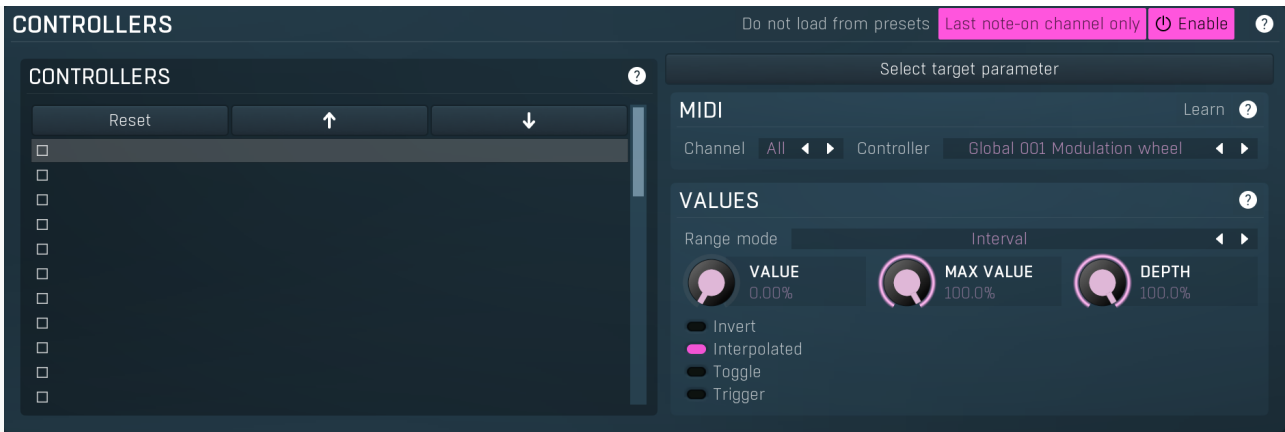 CONTROLLERS
Do not load from presets Last note-on channel only Enable ?
CONTROLLERS ?
Reset
Select target parameter
MIDI Learn ?
Channel All Controller Global 001 Modulation wheel
VALUES ?
Range mode Interval
VALUE
0.00%
MAX VALUE
100.0%
DEPTH
100.0%
Invert
Interpolated
Toggle
Trigger